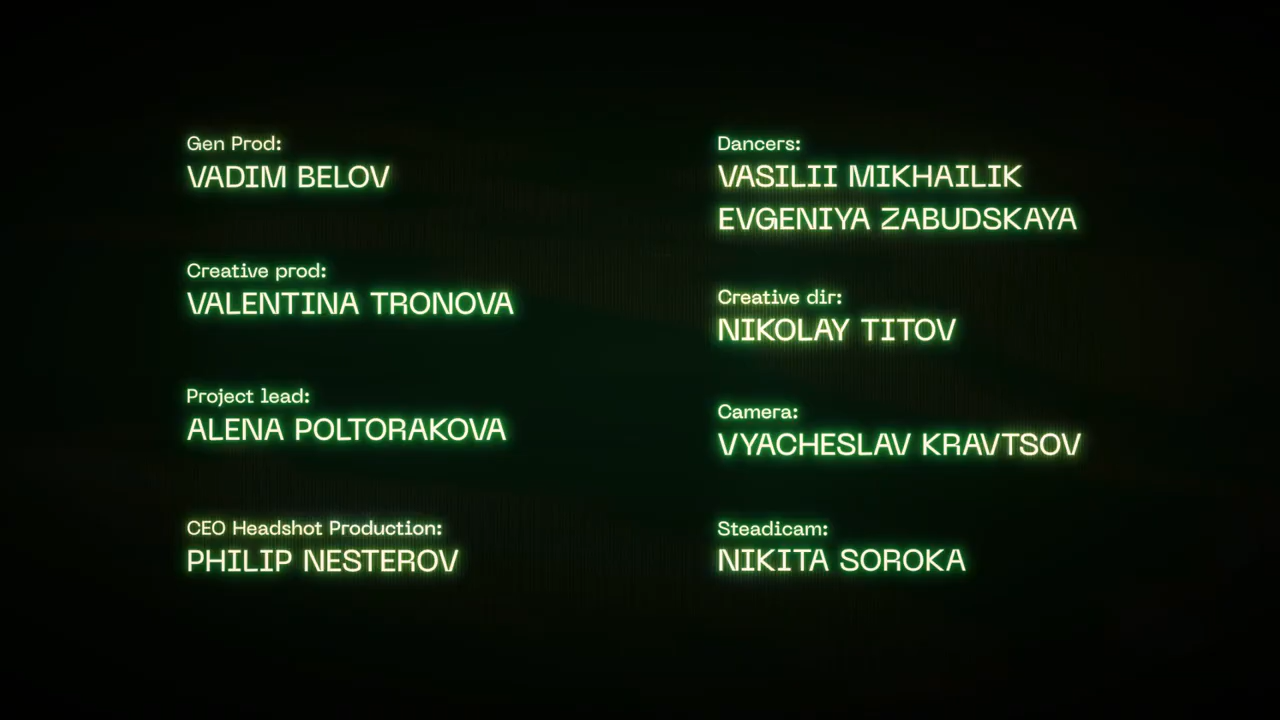 Gen Prod:
VADIM BELOV
Creative prod:
VALENTINA TRONOVA
Project lead:
ALENA POLTORAKOVA
CEO Headshot Production:
PHILIP NESTEROV
Dancers:
VASILII MIKHAILIK
EVGENIYA ZABUDSKAYA
Creative dir:
NIKOLAY TITOV
Camera:
VYACHESLAV KRAVTSOV
Steadicam:
NIKITA SOROKA